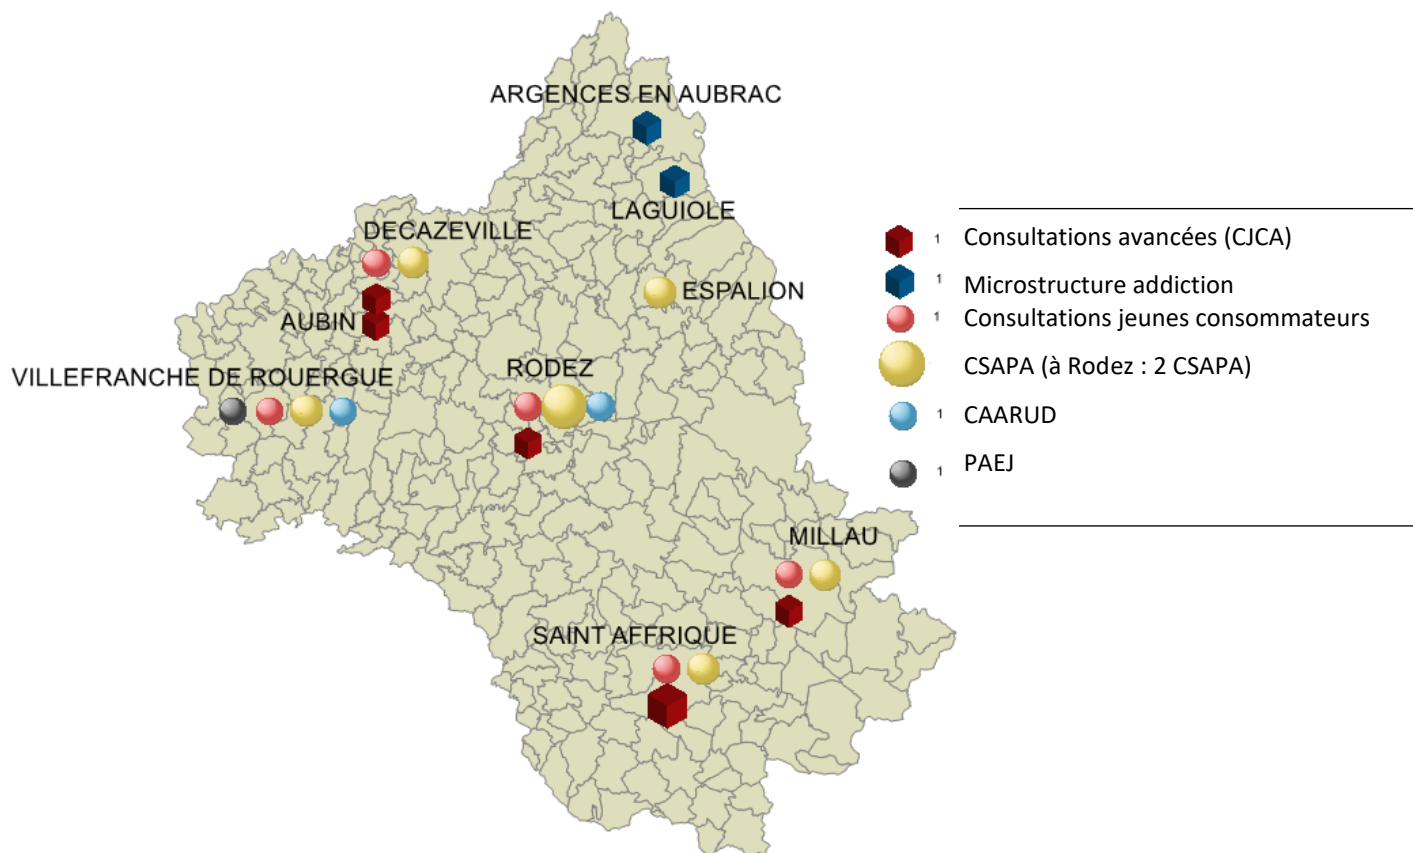 ARGENCES EN AUBRAC
LAGUIOLE
DECAZEVILLE
ESPALION
AUBIN
VILLEFRANCHE DE ROUERGUE
RODEZ
MILLAU
SAINT AFFRIQUE
1 Consultations avancées (CJCA)
1 Microstructure addiction
1 Consultations jeunes consommateurs
CSAPA (à Rodez : 2 CSAPA)
1 CAARUD
1 PAEJ